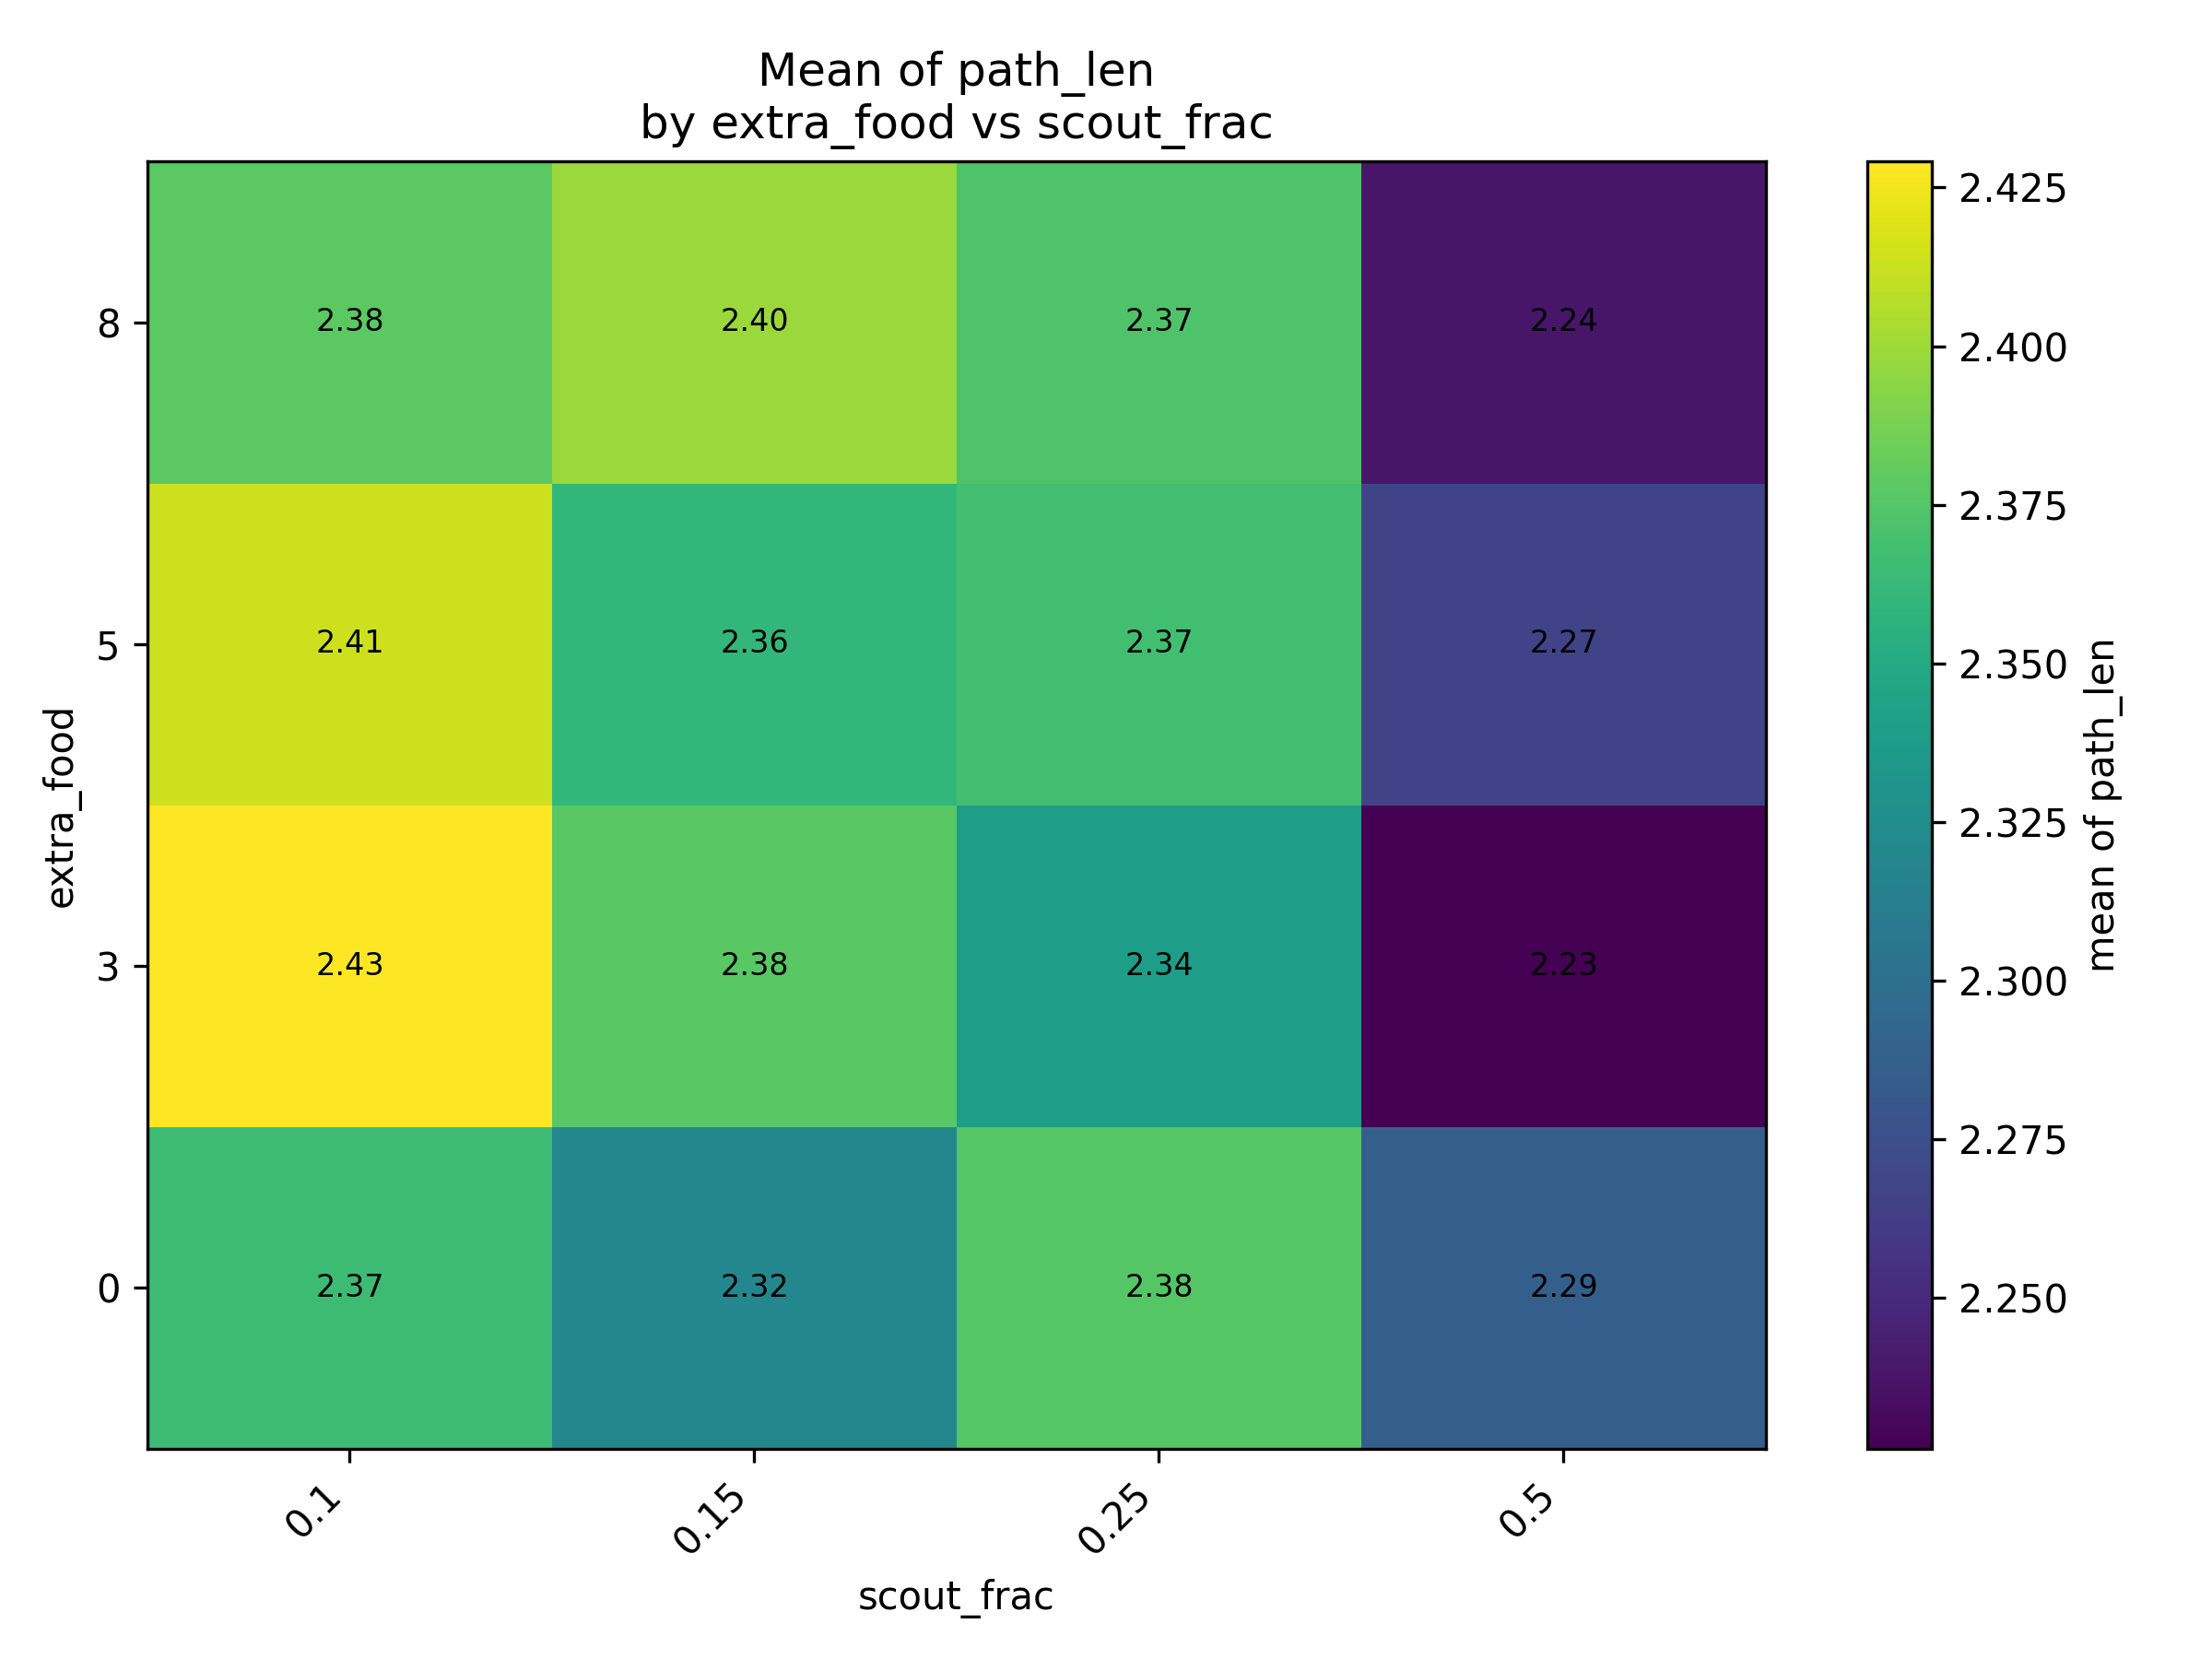 Mean of path_len
by extra_food vs scout_frac
8
2.38 2.40 2.37 2.24
5
2.41 2.36 2.37 2.27
3
2.43 2.38 2.34 2.23
0
2.37 2.32 2.38 2.29
extra_food
0.1 0.15 0.25 0.5
scout_frac
2.425
2.400
2.375
2.350
2.325
2.300
2.275
2.250
mean of path_len